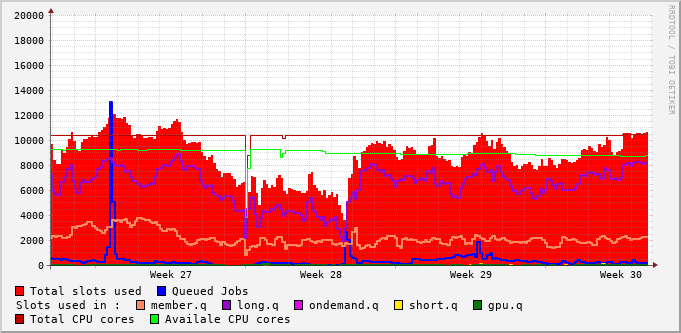 20000
18000
16000
14000
12000
10000
8000
6000
4000
2000
0
Week 27 Week 28 Week 29 Week 30
Total slots used Queued Jobs
Slots used in : member.q long.q ondemand.q short.q gpu.q
Total CPU cores Availale CPU cores
RRDTOOL / TOBI OETIKER